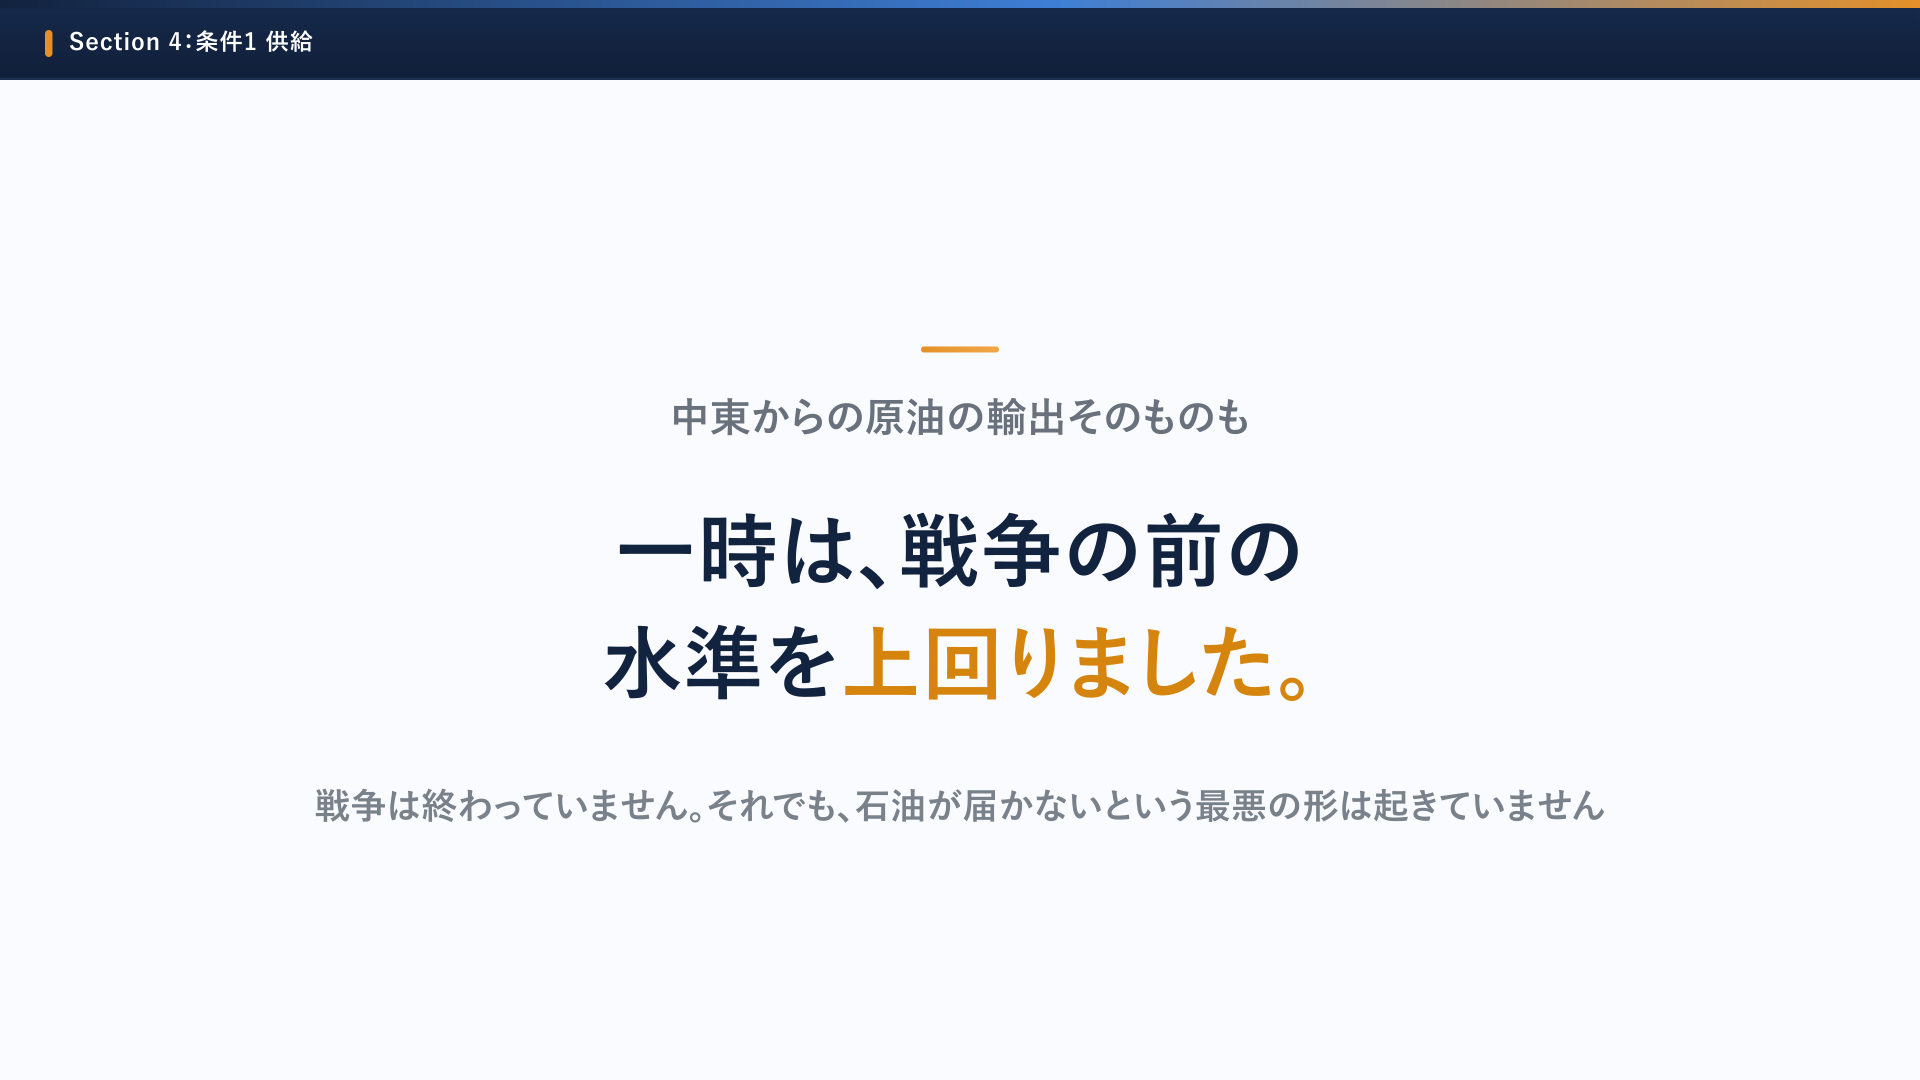 Section 4：条件1 供給
中東からの原油の輸出そのものも
一時は、戦争の前の
水準を上回りました。
戦争は終わっていません。それでも、石油が届かないという最悪の形は起きていません